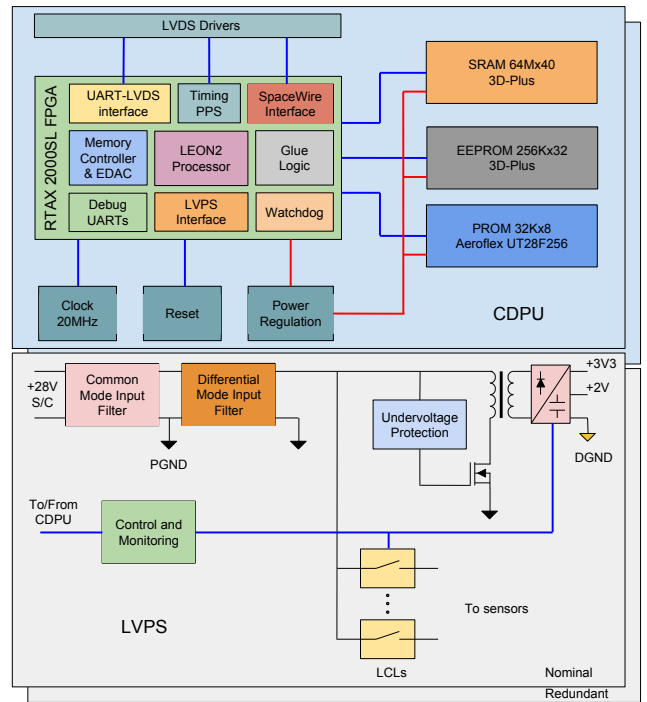 LVDS Drivers
RTAX 2000SL FPGA
UART-LVDS
interface
Timing
PPS
SpaceWire
Interface
Memory
Controller
& EDAC
LEON2
Processor
Glue
Logic
Debug
UARTs
LVPS
Interface
Watchdog
SRAM 64Mx40
3D-Plus
EEPROM 256Kx32
3D-Plus
PROM 32Kx8
Aeroflex UT28F256
Clock
20MHz
Reset
Power
Regulation
CDPU
+28V
S/C
Common
Mode Input
Filter
Differential
Mode Input
Filter
PGND
Undervoltage
Protection
+3V3
+2V
DGND
To/From
CDPU
Control and
Monitoring
To sensors
LVPS
LCLs
Nominal
Redundant